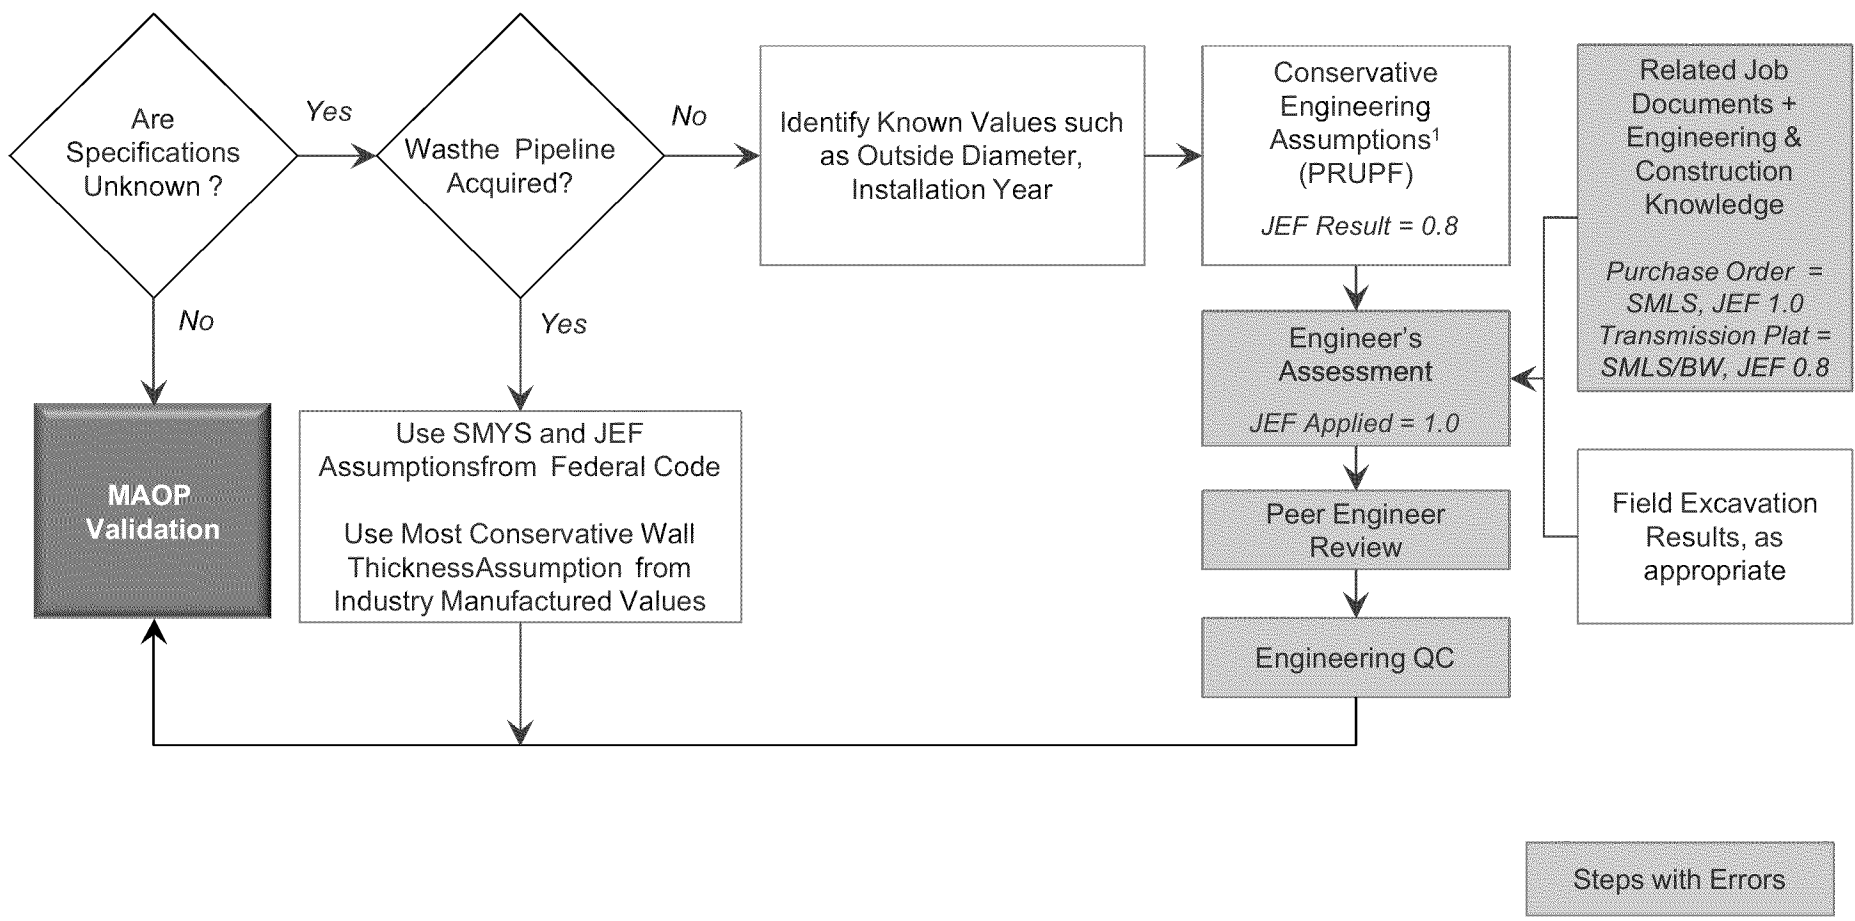 Are
Specifications
Unknown ?
Yes
No
Wasthe Pipeline
Acquired?
No
Yes
Identify Known Values such
as Outside Diameter,
Installation Year
Conservative
Engineering
Assumptions¹
(PRUPF)
JEF Result = 0.8
Related Job
Documents +
Engineering &
Construction
Knowledge
Purchase Order =
SMLS, JEF 1.0
Transmission Plat =
SMLS/BW, JEF 0.8
Engineer's
Assessment
JEF Applied = 1.0
MAOP
Validation
Use SMYS and JEF
Assumptionsfrom Federal Code
Use Most Conservative Wall
ThicknessAssumption from
Industry Manufactured Values
Peer Engineer
Review
Field Excavation
Results, as
appropriate
Engineering QC
Steps with Errors